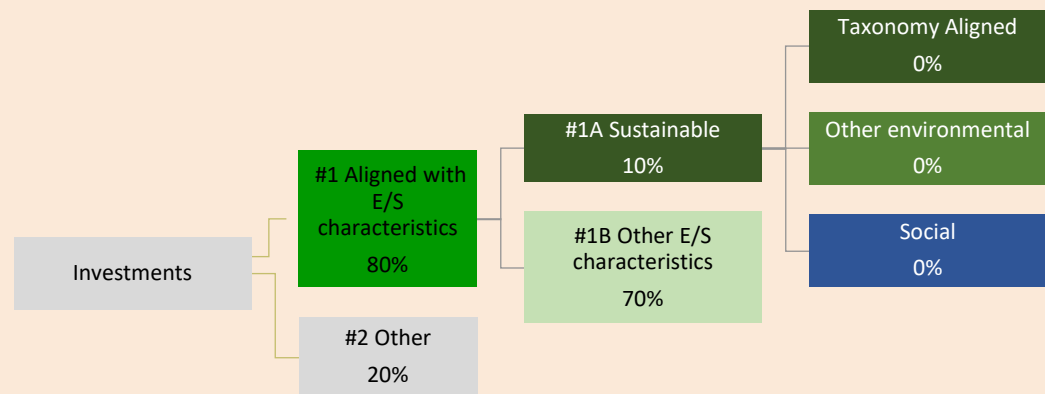 Investments
#1 Aligned with
E/S
characteristics
80%
#2 Other
20%
#1A Sustainable
10%
#1B Other E/S
characteristics
70%
Taxonomy Aligned
0%
Other environmental
0%
Social
0%